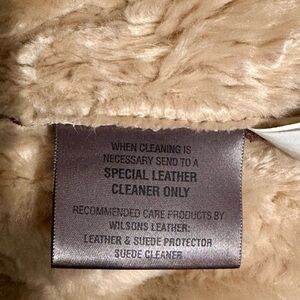 WHEN CLEANING IS
NECESSARY SEND TO A
SPECIAL LEATHER
CLEANER ONLY
RECOMMENDED CARE PRODUCTS BY
WILSONS LEATHER:
LEATHER & SUEDE PROTECTOR
SUEDE CLEANER